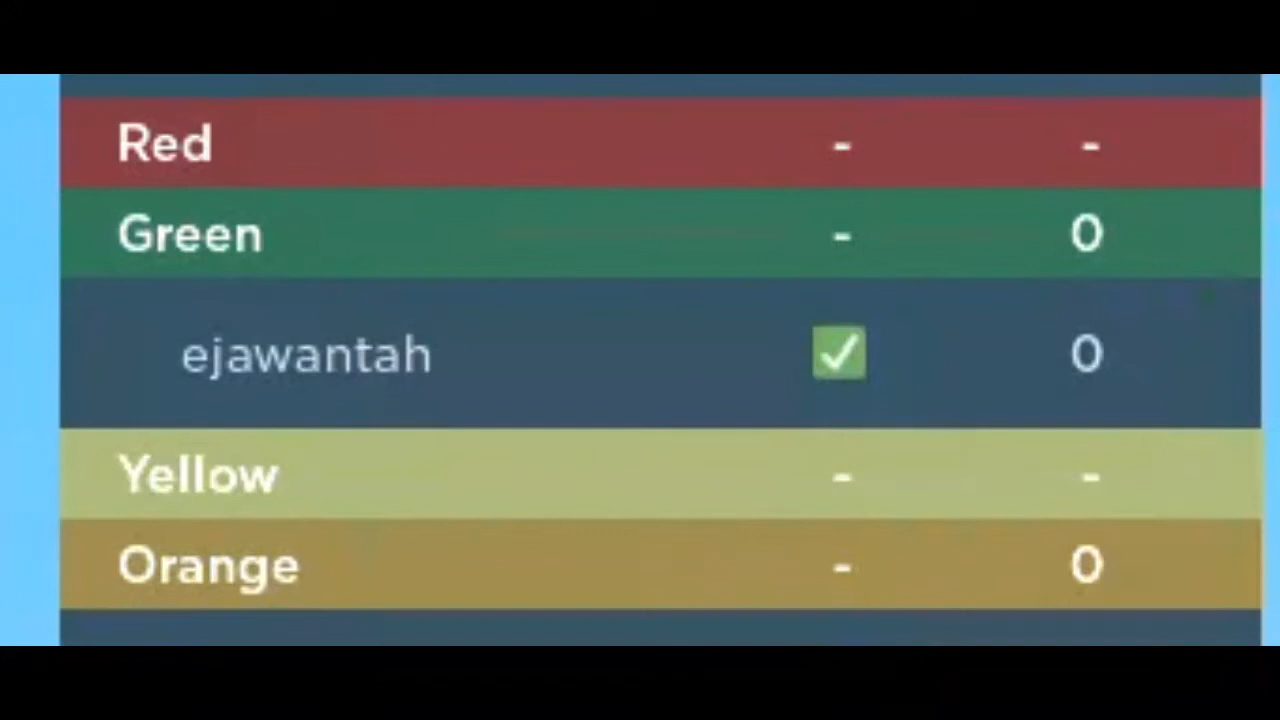 Red - -
Green - 0
ejawantah ✅ 0
Yellow - -
Orange - 0